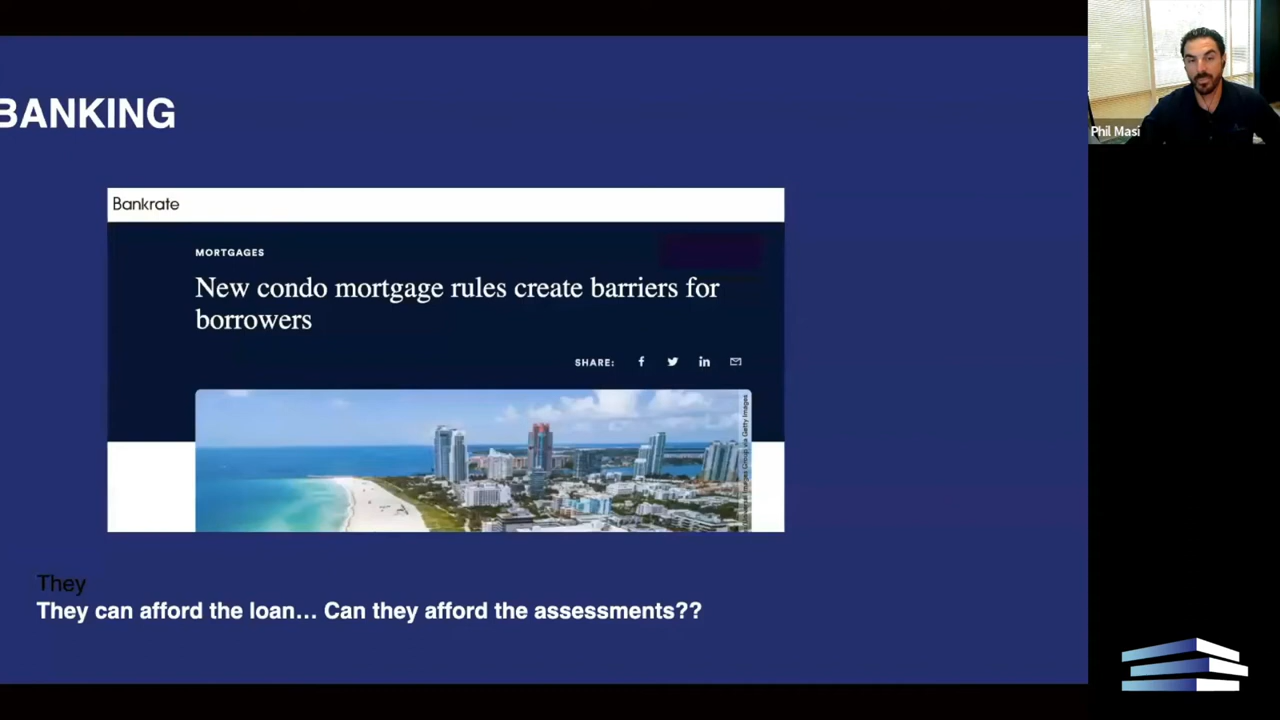 BANKING
Phil Masi
Bankrate
MORTGAGES
New condo mortgage rules create barriers for
borrowers
SHARE:
They
They can afford the loan... Can they afford the assessments??